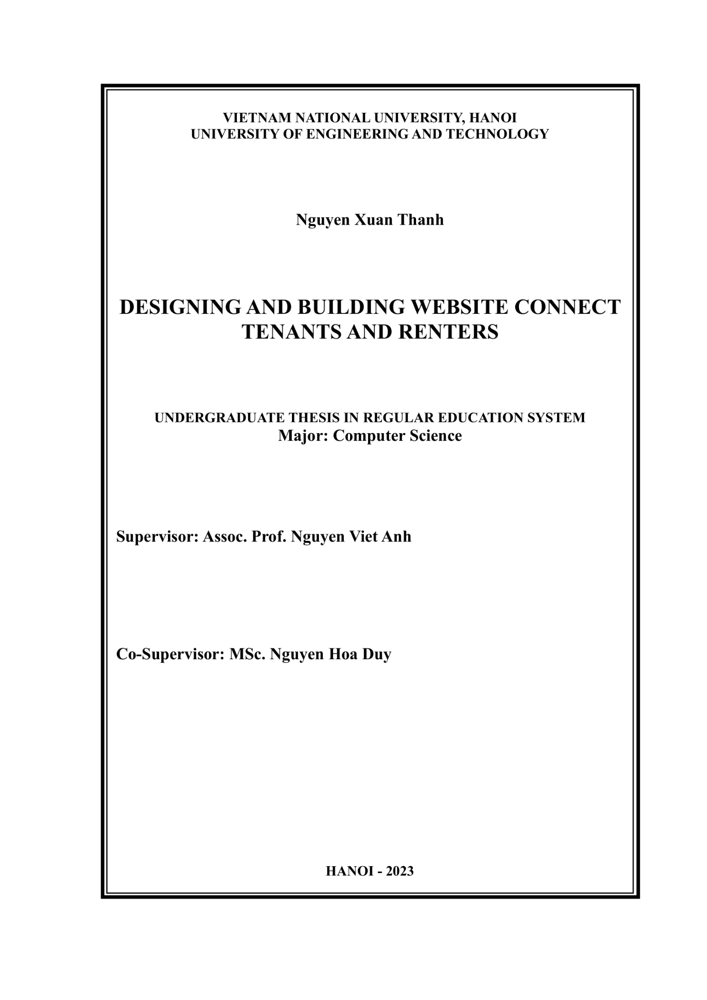 VIETNAM NATIONAL UNIVERSITY, HANOI
UNIVERSITY OF ENGINEERING AND TECHNOLOGY
Nguyen Xuan Thanh
DESIGNING AND BUILDING WEBSITE CONNECT
TENANTS AND RENTERS
UNDERGRADUATE THESIS IN REGULAR EDUCATION SYSTEM
Major: Computer Science
Supervisor: Assoc. Prof. Nguyen Viet Anh
Co-Supervisor: MSc. Nguyen Hoa Duy
HANOI - 2023